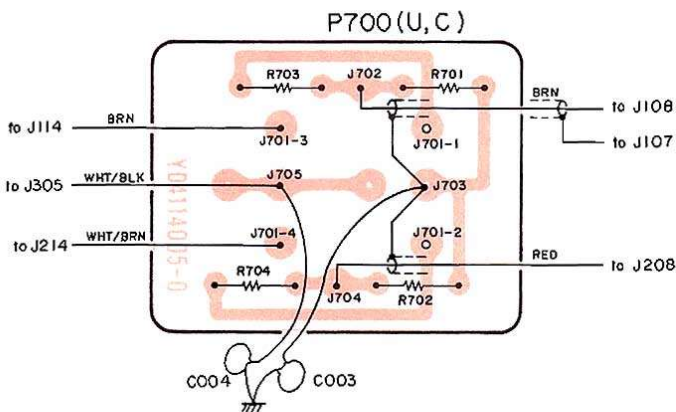 P700 (U, C)
R703
J702
R701
BRN
to J108
to J114
BRN
J701-3
J701-1
to J107
to J305
WHT/BLK
J705
J703
YD4114005-0
to J214
WHT/BRN
J701-4
J701-2
RED
to J208
R704
J704
R702
C004
C003